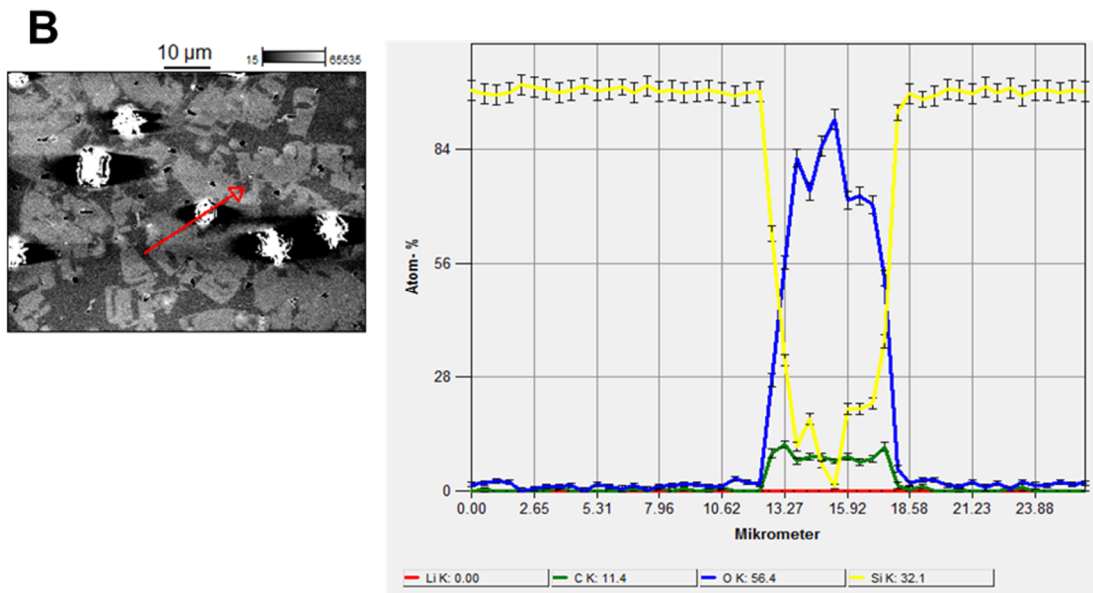 B
10 µm
15 65535
84
56
28
0
Atom- %
0.00 2.65 5.31 7.96 10.62 13.27 15.92 18.58 21.23 23.88
Mikrometer
Li K: 0.00 C K: 11.4 O K: 56.4 Si K: 32.1